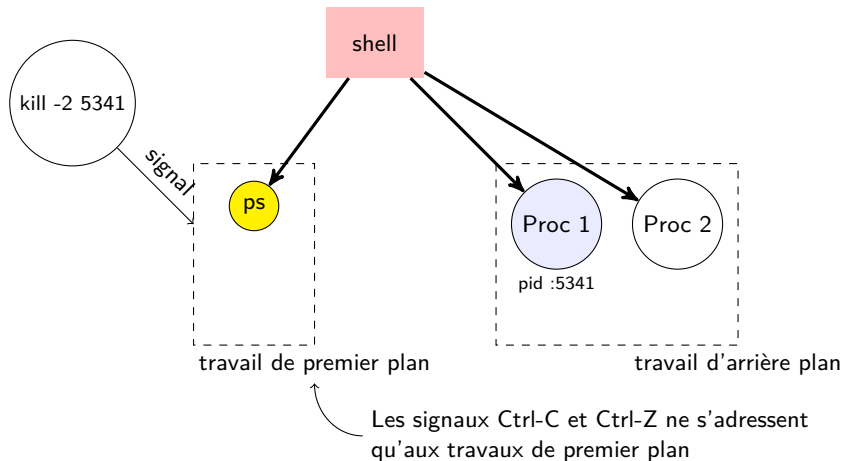 shell
kill -2 5341
signal
ps
Proc 1
Proc 2
pid :5341
travail de premier plan
travail d'arrière plan
Les signaux Ctrl-C et Ctrl-Z ne s'adressent
qu'aux travaux de premier plan